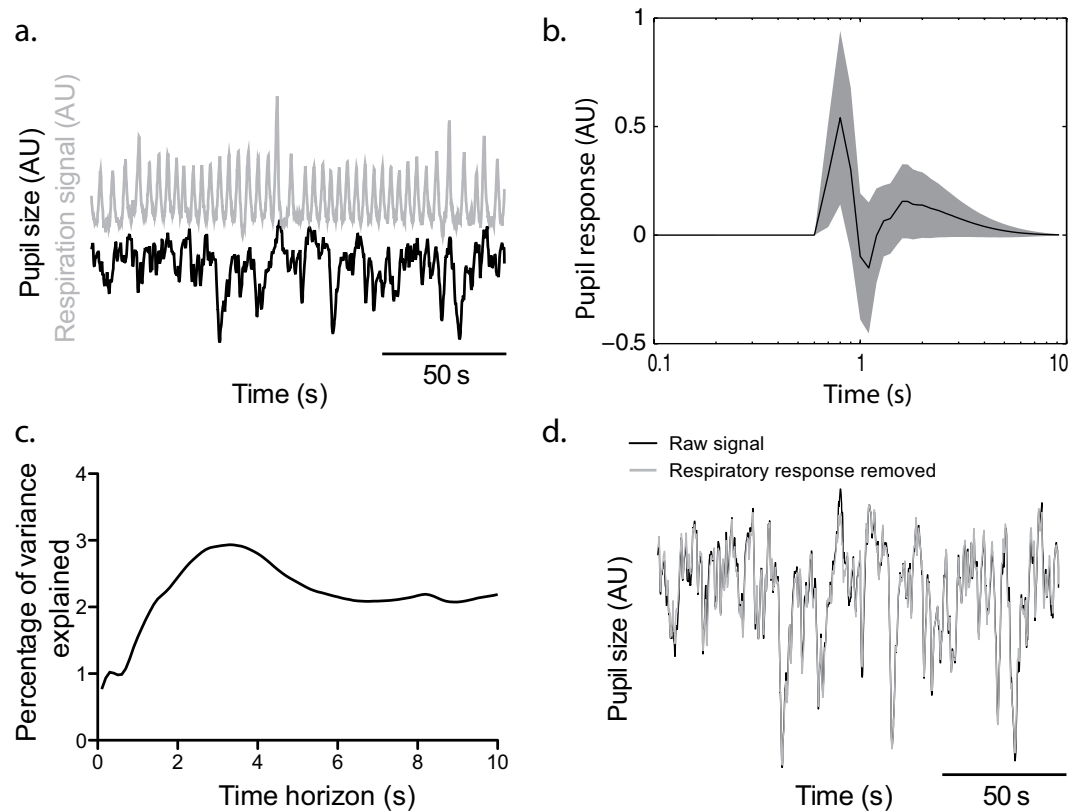 a.
Pupil size (AU)
Respiration signal (AU)
50 s
Time (s)
b.
Pupil response (AU)
1
0.5
0
−0.5
0.1
1
10
Time (s)
c.
Percentage of variance
explained
4
3
2
1
0
0
2
4
6
8
10
Time horizon (s)
d.
Raw signal
Respiratory response removed
Pupil size (AU)
50 s
Time (s)